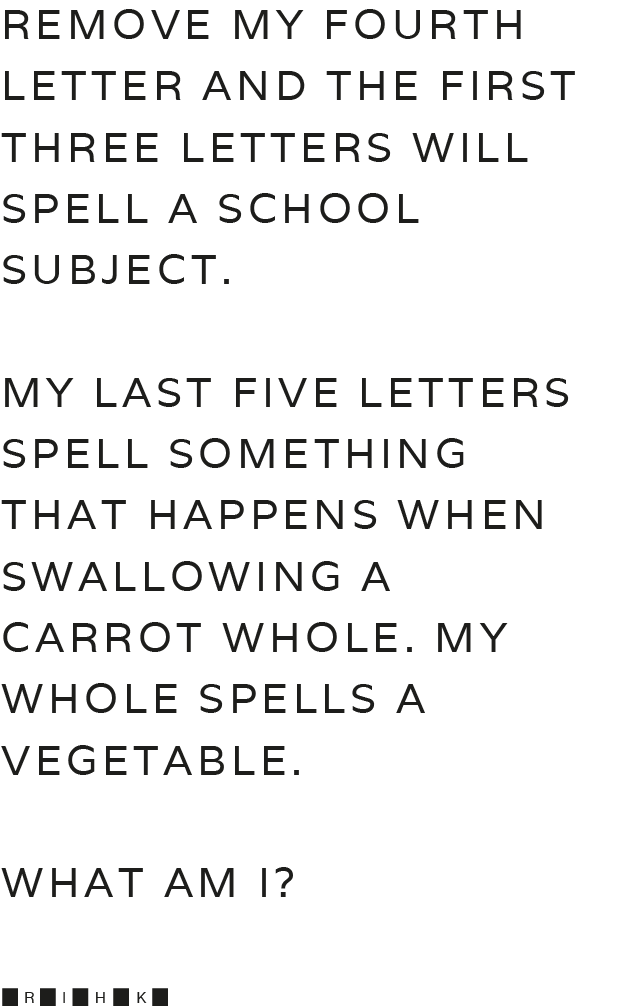 REMOVE MY FOURTH
LETTER AND THE FIRST
THREE LETTERS WILL
SPELL A SCHOOL
SUBJECT.
MY LAST FIVE LETTERS
SPELL SOMETHING
THAT HAPPENS WHEN
SWALLOWING A
CARROT WHOLE. MY
WHOLE SPELLS A
VEGETABLE.
WHAT AM I?
R I H K